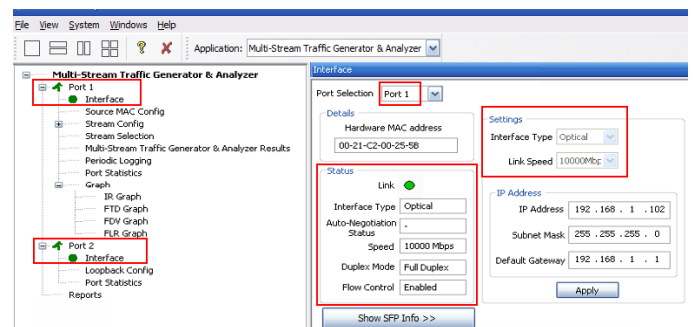 File View System Windows Help
Application: Multi-Stream Traffic Generator & Analyzer
Multi-Stream Traffic Generator & Analyzer
Port 1
Interface
Source MAC Config
Stream Config
Stream Selection
Multi-Stream Traffic Generator & Analyzer Results
Periodic Logging
Port Statistics
Graph
IR Graph
FTD Graph
FDV Graph
FLR Graph
Port 2
Interface
Loopback Config
Port Statistics
Reports
Interface
Port Selection Port 1
Details
Hardware MAC address
00-21-C2-00-25-5B
Status
Link
Interface Type Optical
Auto-Negotiation Status -
Speed 10000 Mbps
Duplex Mode Full Duplex
Flow Control Enabled
Show SFP Info >>
Settings
Interface Type Optical
Link Speed 10000Mbp
IP Address
IP Address 192 .168 . 1 .102
Subnet Mask 255 .255 .255 . 0
Default Gateway 192 .168 . 1 . 1
Apply